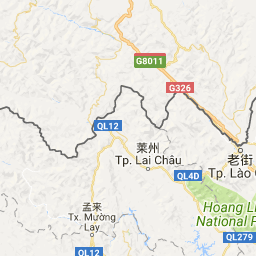 G8011
G326
QL12
莱州
Tp. Lai Châu
老街
Tp. Lào C
QL4D
孟来
Tx. Mường
Lay
Hoang Li
National F
QL12
QL279